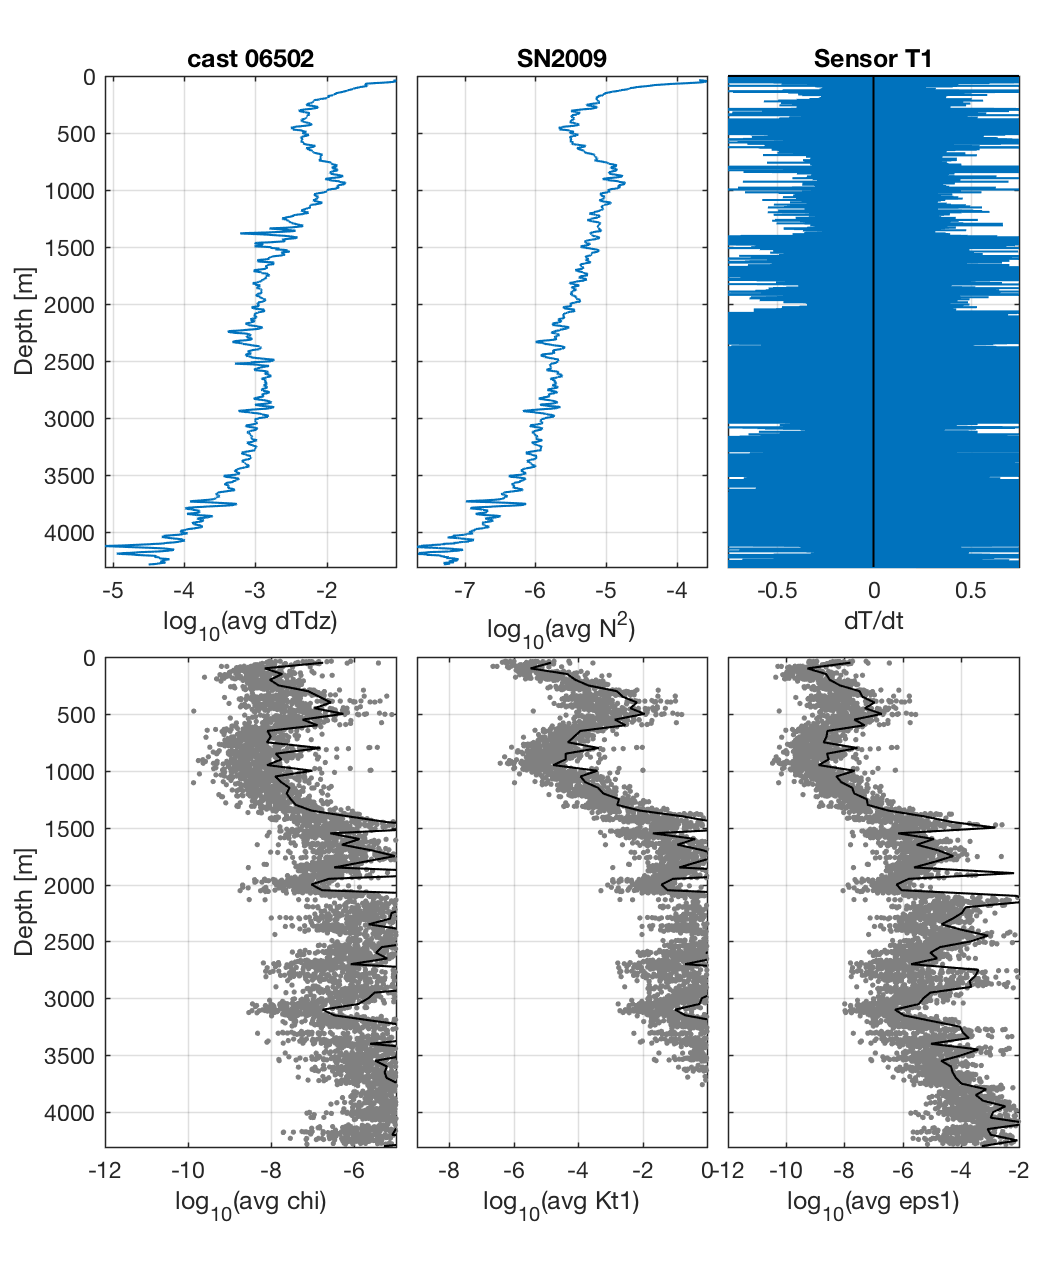 cast 06502 SN2009 Sensor T1
0
500
1000
1500
2000
2500
3000
3500
4000
Depth [m]
-5 -4 -3 -2 -7 -6 -5 -4 -0.5 0 0.5
log10(avg dTdz) log10(avg N2) dT/dt
0
500
1000
1500
2000
2500
3000
3500
4000
Depth [m]
-12 -10 -8 -6 -8 -6 -4 -2 0 -12 -10 -8 -6 -4 -2
log10(avg chi) log10(avg Kt1) log10(avg eps1)